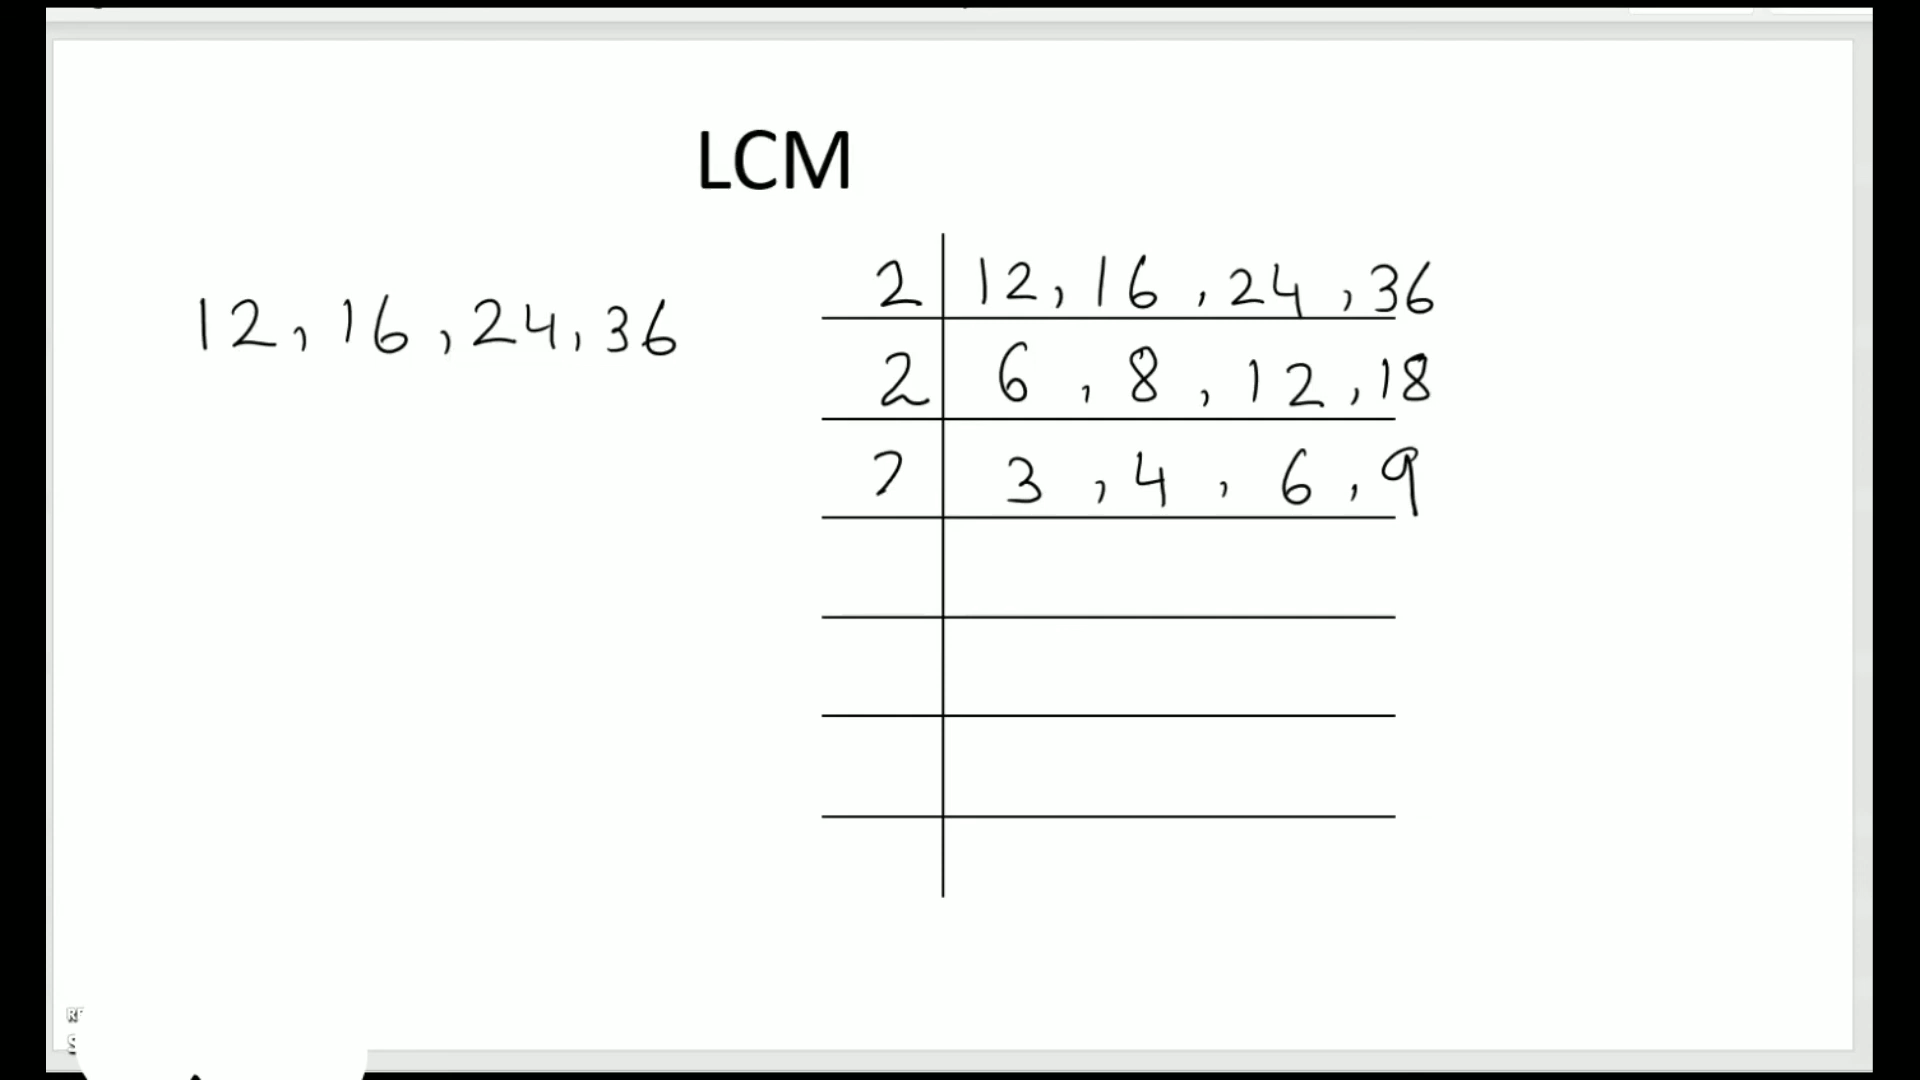 LCM
12, 16, 24, 36
2 12, 16, 24, 36
2 6, 8, 12, 18
2 3, 4, 6, 9